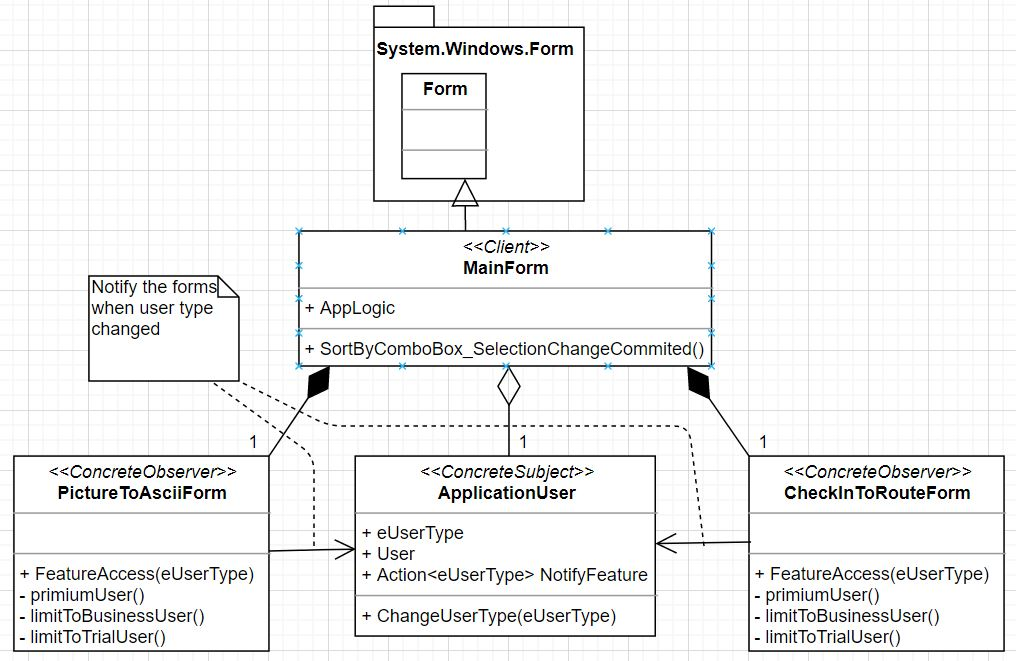 System.Windows.Form
Form
<<Client>>
MainForm
+ AppLogic
+ SortByComboBox_SelectionChangeCommited()
Notify the forms
when user type
changed
1
1
1
<<ConcreteObserver>>
PictureToAsciiForm
+ FeatureAccess(eUserType)
- primiumUser()
- limitToBusinessUser()
- limitToTrialUser()
<<ConcreteSubject>>
ApplicationUser
+ eUserType
+ User
+ Action<eUserType> NotifyFeature
+ ChangeUserType(eUserType)
<<ConcreteObserver>>
CheckInToRouteForm
+ FeatureAccess(eUserType)
- primiumUser()
- limitToBusinessUser()
- limitToTrialUser()